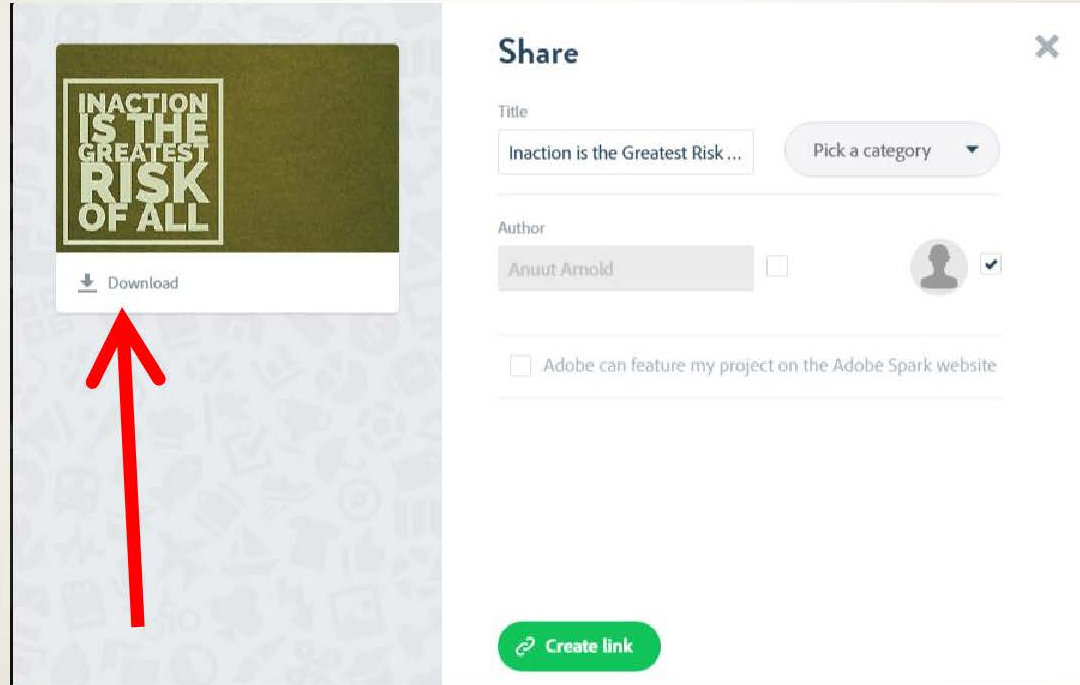 INACTION
IS THE
GREATEST
RISK
OF ALL
Download
Share
Title
Inaction is the Greatest Risk ...
Pick a category
Author
Anuut Arnold
Adobe can feature my project on the Adobe Spark website
Create link